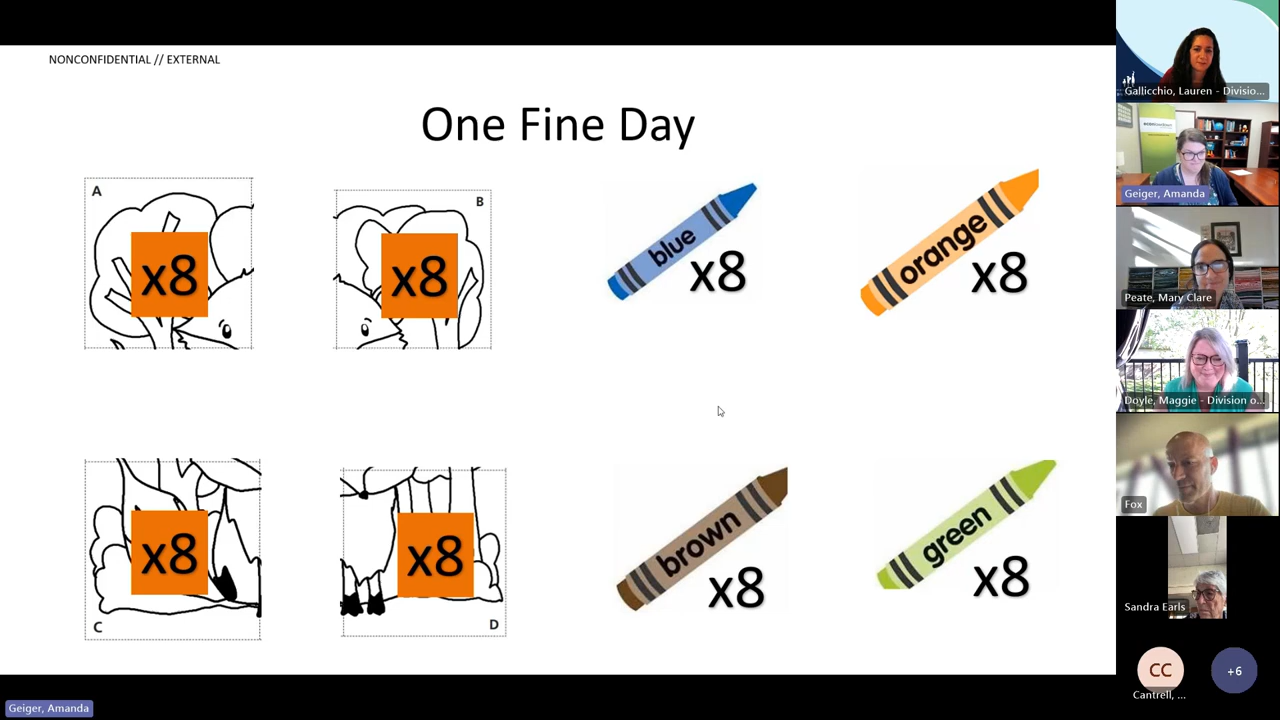 NONCONFIDENTIAL // EXTERNAL
One Fine Day
A
x8
B
x8
blue
x8
orange
x8
C
x8
D
x8
brown
x8
green
x8
Gallicchio, Lauren - Divisio...
Geiger, Amanda
Peate, Mary Clare
Doyle, Maggie - Division o...
Fox
Sandra Earls
CC
Cantrell, ...
+6
Geiger, Amanda